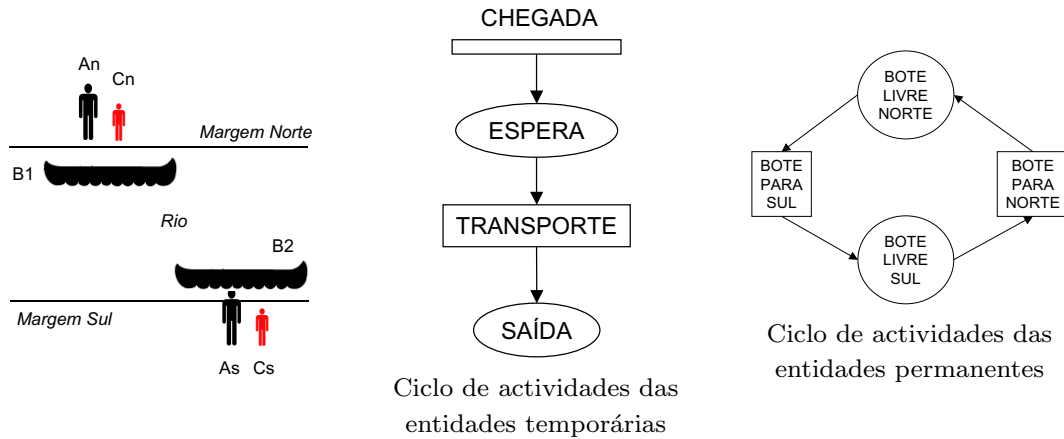 An
Cn
Margem Norte
B1
Rio
B2
Margem Sul
As
Cs
CHEGADA
ESPERA
TRANSPORTE
SAÍDA
Ciclo de actividades das
entidades temporárias
BOTE
LIVRE
NORTE
BOTE
PARA
SUL
BOTE
PARA
NORTE
BOTE
LIVRE
SUL
Ciclo de actividades das
entidades permanentes